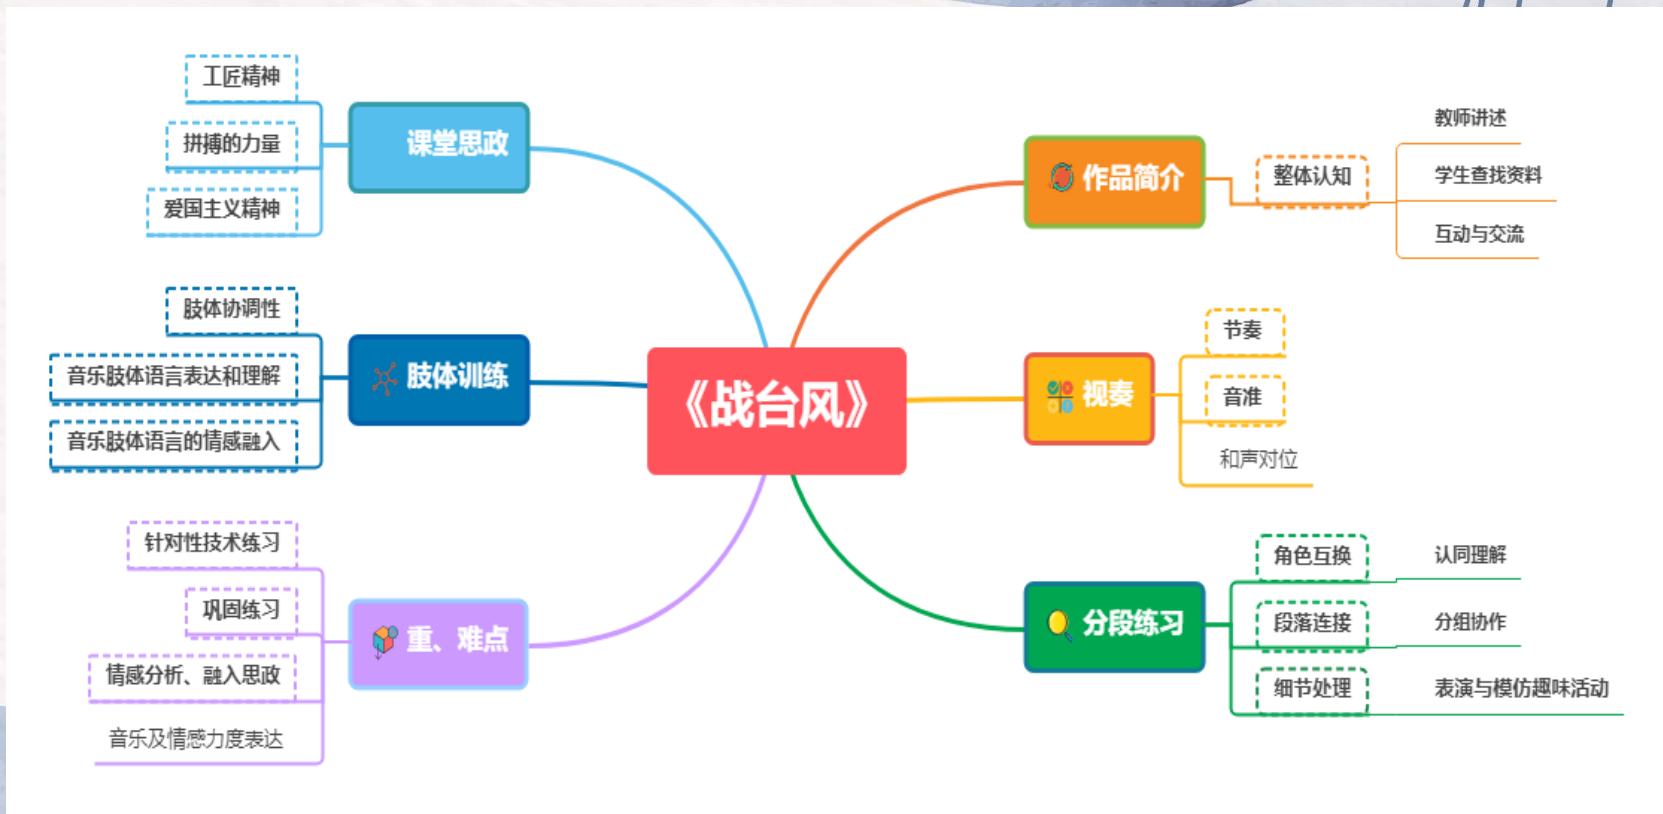 《战台风》
课堂思政
工匠精神
拼搏的力量
爱国主义精神
肢体训练
肢体协调性
音乐肢体语言表达和理解
音乐肢体语言的情感融入
重、难点
针对性技术练习
巩固练习
情感分析、融入思政
音乐及情感力度表达
作品简介
整体认知
教师讲述
学生查找资料
互动与交流
视奏
节奏
音准
和声对位
分段练习
角色互换
认同理解
段落连接
分组协作
细节处理
表演与模仿趣味活动